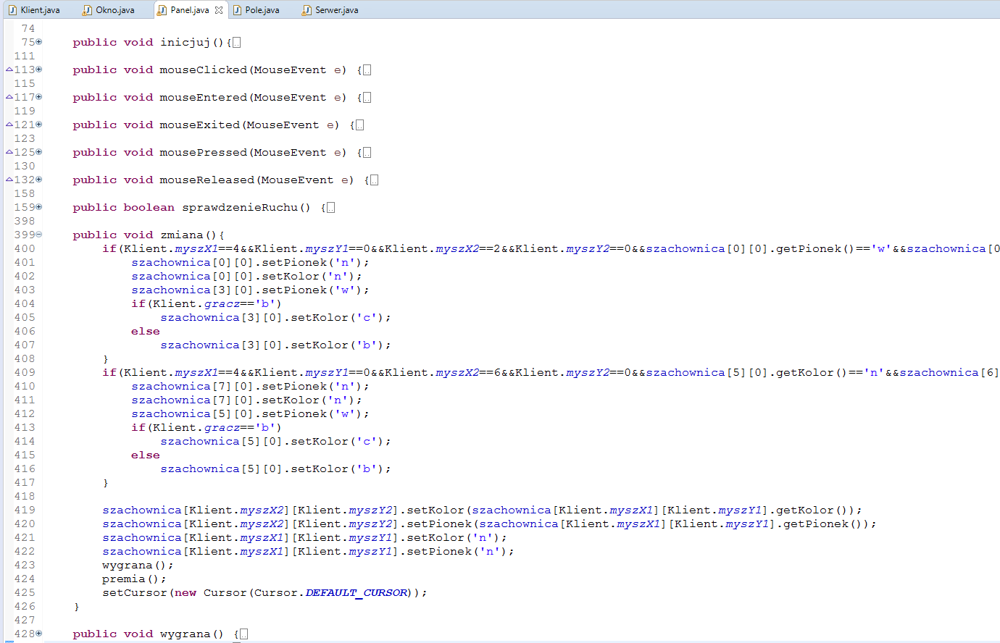 Klient.java Okno.java Panel.java Pole.java Serwer.java
74
75 public void inicjuj(){
111
113 public void mouseClicked(MouseEvent e) {
115
117 public void mouseEntered(MouseEvent e) {
119
121 public void mouseExited(MouseEvent e) {
123
125 public void mousePressed(MouseEvent e) {
130
132 public void mouseReleased(MouseEvent e) {
158
159 public boolean sprawdzenieRuchu() {
398
399 public void zmiana(){
400 if(Klient.myszX1==4&&Klient.myszY1==0&&Klient.myszX2==2&&Klient.myszY2==0&&szachownica[0][0].getPionek()=='w'&&szachownica[0
401 szachownica[0][0].setPionek('n');
402 szachownica[0][0].setKolor('n');
403 szachownica[3][0].setPionek('w');
404 if(Klient.gracz=='b')
405 szachownica[3][0].setKolor('c');
406 else
407 szachownica[3][0].setKolor('b');
408 }
409 if(Klient.myszX1==4&&Klient.myszY1==0&&Klient.myszX2==6&&Klient.myszY2==0&&szachownica[5][0].getKolor()=='n'&&szachownica[6]
410 szachownica[7][0].setPionek('n');
411 szachownica[7][0].setKolor('n');
412 szachownica[5][0].setPionek('w');
413 if(Klient.gracz=='b')
414 szachownica[5][0].setKolor('c');
415 else
416 szachownica[5][0].setKolor('b');
417 }
418
419 szachownica[Klient.myszX2][Klient.myszY2].setKolor(szachownica[Klient.myszX1][Klient.myszY1].getKolor());
420 szachownica[Klient.myszX2][Klient.myszY2].setPionek(szachownica[Klient.myszX1][Klient.myszY1].getPionek());
421 szachownica[Klient.myszX1][Klient.myszY1].setKolor('n');
422 szachownica[Klient.myszX1][Klient.myszY1].setPionek('n');
423 wygrana();
424 premia();
425 setCursor(new Cursor(Cursor.DEFAULT_CURSOR));
426 }
427
428 public void wygrana() {